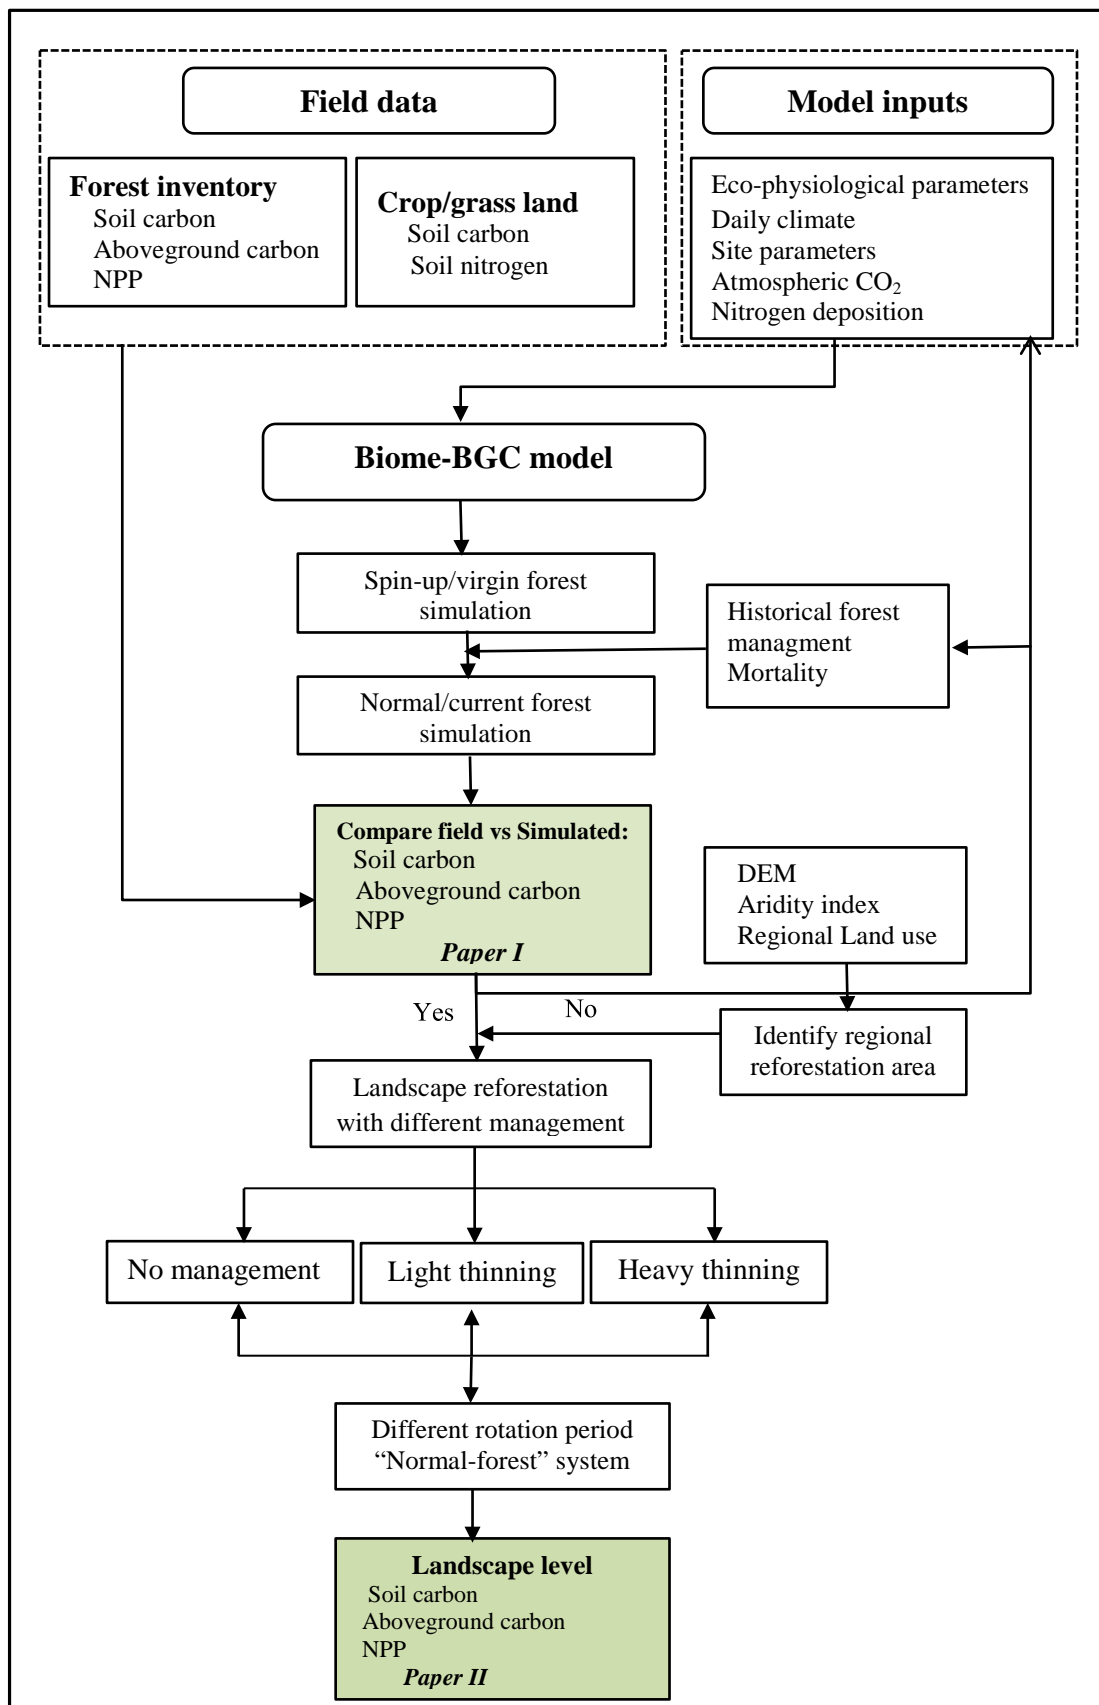 Field data
Model inputs
Forest inventory
Soil carbon
Aboveground carbon
NPP
Crop/grass land
Soil carbon
Soil nitrogen
Eco-physiological parameters
Daily climate
Site parameters
Atmospheric CO₂
Nitrogen deposition
Biome-BGC model
Spin-up/virgin forest
simulation
Historical forest
managment
Mortality
Normal/current forest
simulation
Compare field vs Simulated:
Soil carbon
Aboveground carbon
NPP
Paper I
DEM
Aridity index
Regional Land use
Yes
No
Identify regional
reforestation area
Landscape reforestation
with different management
No management
Light thinning
Heavy thinning
Different rotation period
“Normal-forest” system
Landscape level
Soil carbon
Aboveground carbon
NPP
Paper II